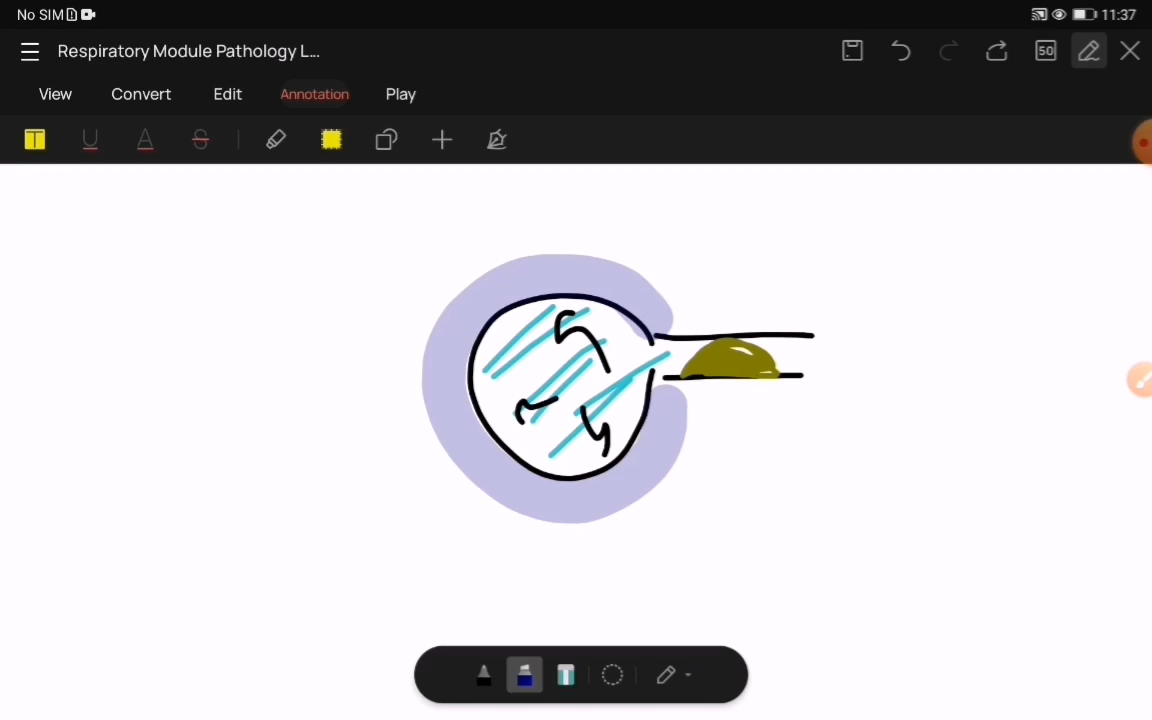 No SIM 11:37
Respiratory Module Pathology L... 50
View Convert Edit Annotation Play
T U A S